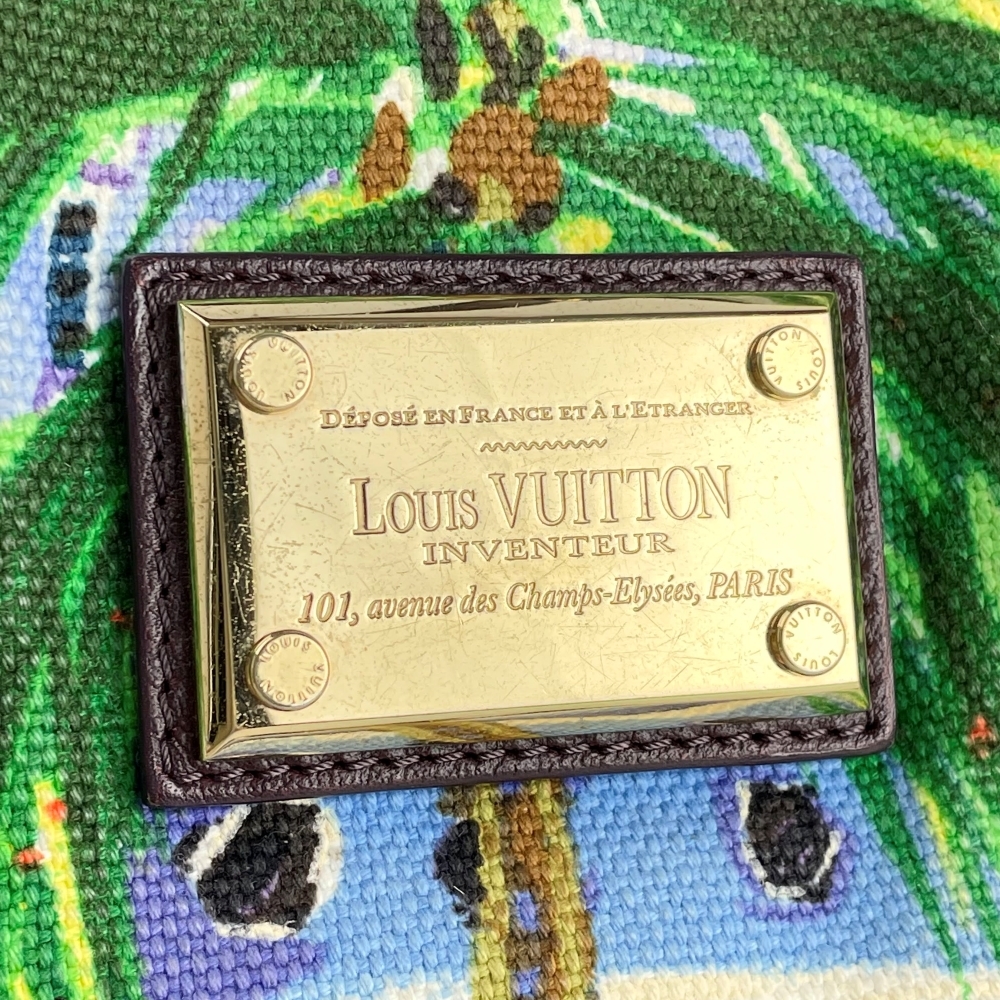 LOUIS VUITTON
VUITTON LOUIS
DÉPOSÉ EN FRANCE ET À L'ETRANGER
LOUIS VUITTON
INVENTEUR
101, avenue des Champs-Elysées, PARIS
LOUIS VUITTON
VUITTON LOUIS